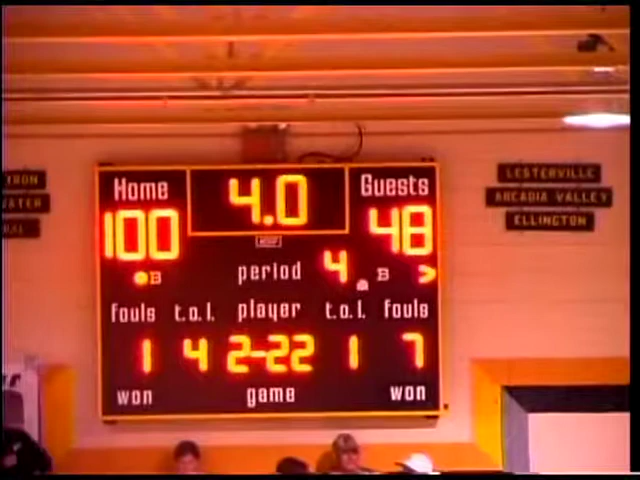 Home 4.0 Guests
100 48
B period 4 B >
fouls t.o.l. player t.o.l. fouls
1 4 2-22 1 7
won game won
LESTERVILLE
ARCADIA VALLEY
ELLINGTON